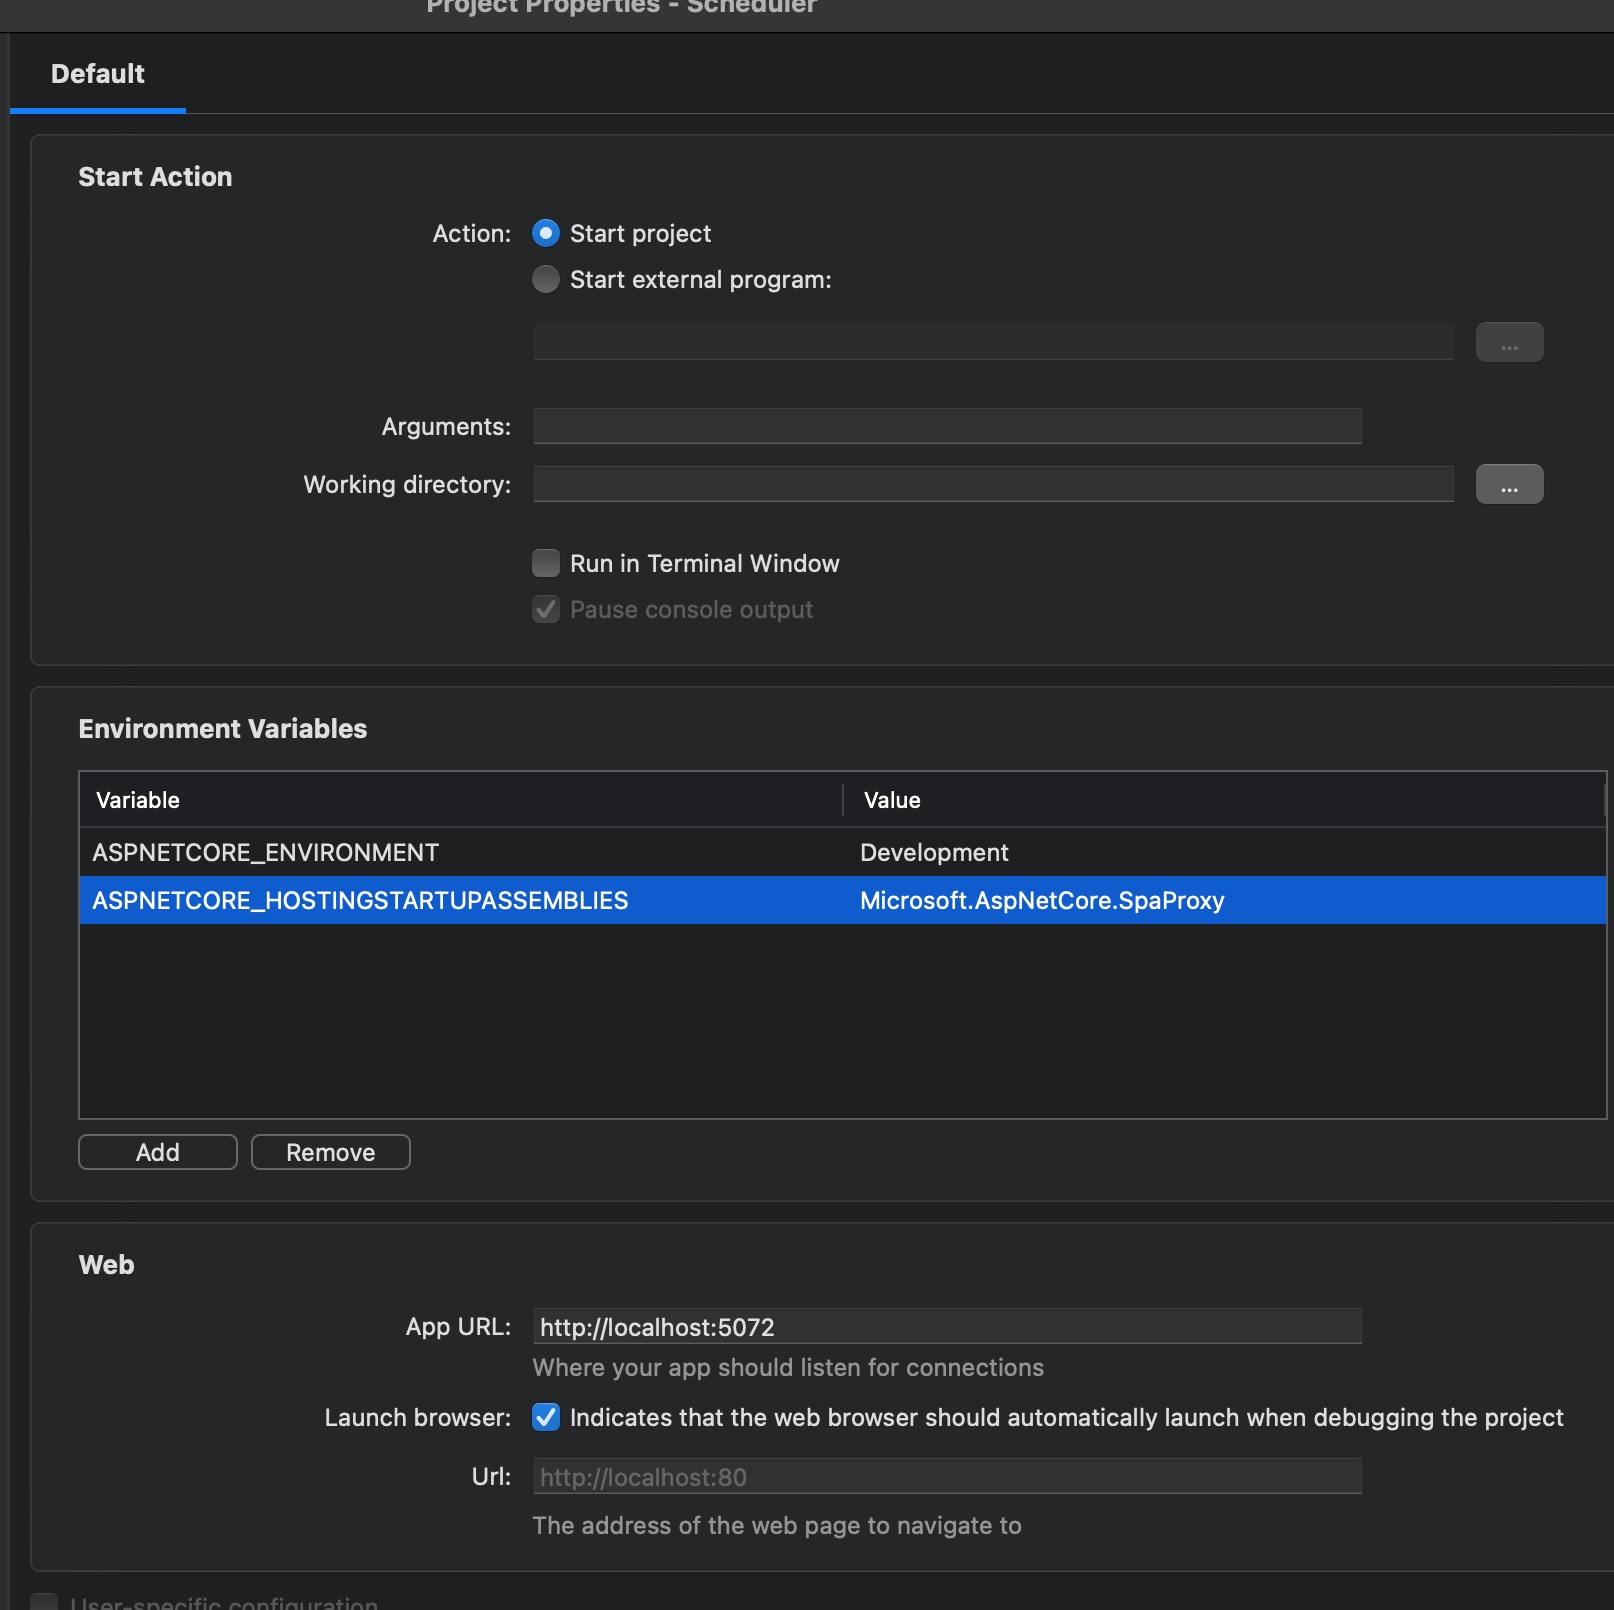 Project Properties - Scheduler
Default
Start Action
Action: Start project
Start external program:
...
Arguments:
Working directory: ...
Run in Terminal Window
Pause console output
Environment Variables
Variable Value
ASPNETCORE_ENVIRONMENT Development
ASPNETCORE_HOSTINGSTARTUPASSEMBLIES Microsoft.AspNetCore.SpaProxy
Add Remove
Web
App URL: http://localhost:5072
Where your app should listen for connections
Launch browser: Indicates that the web browser should automatically launch when debugging the project
Url: http://localhost:80
The address of the web page to navigate to
User-specific configuration